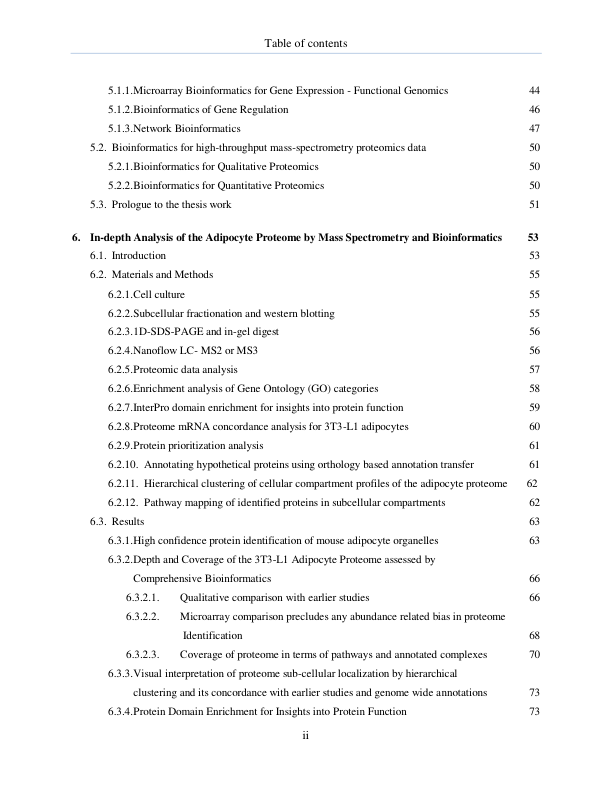 Table of contents
5.1.1.Microarray Bioinformatics for Gene Expression - Functional Genomics 44
5.1.2.Bioinformatics of Gene Regulation 46
5.1.3.Network Bioinformatics 47
5.2. Bioinformatics for high-throughput mass-spectrometry proteomics data 50
5.2.1.Bioinformatics for Qualitative Proteomics 50
5.2.2.Bioinformatics for Quantitative Proteomics 50
5.3. Prologue to the thesis work 51
6. In-depth Analysis of the Adipocyte Proteome by Mass Spectrometry and Bioinformatics 53
6.1. Introduction 53
6.2. Materials and Methods 55
6.2.1.Cell culture 55
6.2.2.Subcellular fractionation and western blotting 55
6.2.3.1D-SDS-PAGE and in-gel digest 56
6.2.4.Nanoflow LC- MS2 or MS3 56
6.2.5.Proteomic data analysis 57
6.2.6.Enrichment analysis of Gene Ontology (GO) categories 58
6.2.7.InterPro domain enrichment for insights into protein function 59
6.2.8.Proteome mRNA concordance analysis for 3T3-L1 adipocytes 60
6.2.9.Protein prioritization analysis 61
6.2.10. Annotating hypothetical proteins using orthology based annotation transfer 61
6.2.11. Hierarchical clustering of cellular compartment profiles of the adipocyte proteome 62
6.2.12. Pathway mapping of identified proteins in subcellular compartments 62
6.3. Results 63
6.3.1.High confidence protein identification of mouse adipocyte organelles 63
6.3.2.Depth and Coverage of the 3T3-L1 Adipocyte Proteome assessed by
Comprehensive Bioinformatics 66
6.3.2.1. Qualitative comparison with earlier studies 66
6.3.2.2. Microarray comparison precludes any abundance related bias in proteome
Identification 68
6.3.2.3. Coverage of proteome in terms of pathways and annotated complexes 70
6.3.3.Visual interpretation of proteome sub-cellular localization by hierarchical
clustering and its concordance with earlier studies and genome wide annotations 73
6.3.4.Protein Domain Enrichment for Insights into Protein Function 73
ii